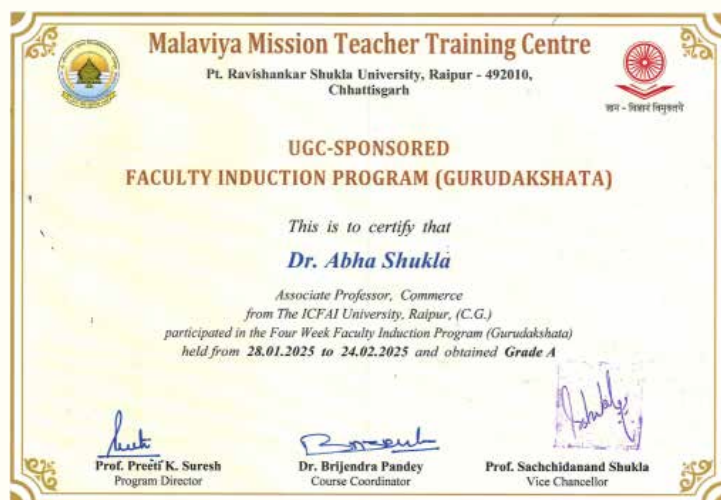 Malaviya Mission Teacher Training Centre
Pt. Ravishankar Shukla University, Raipur - 492010,
Chhattisgarh
ज्ञान - विज्ञानं विमुक्तये
UGC-SPONSORED
FACULTY INDUCTION PROGRAM (GURUDAKSHATA)
This is to certify that
Dr. Abha Shukla
Associate Professor, Commerce
from The ICFAI University, Raipur, (C.G.)
participated in the Four Week Faculty Induction Program (Gurudakshata)
held from 28.01.2025 to 24.02.2025 and obtained Grade A
Prof. Preeti K. Suresh
Program Director
Dr. Brijendra Pandey
Course Coordinator
Prof. Sachchidanand Shukla
Vice Chancellor